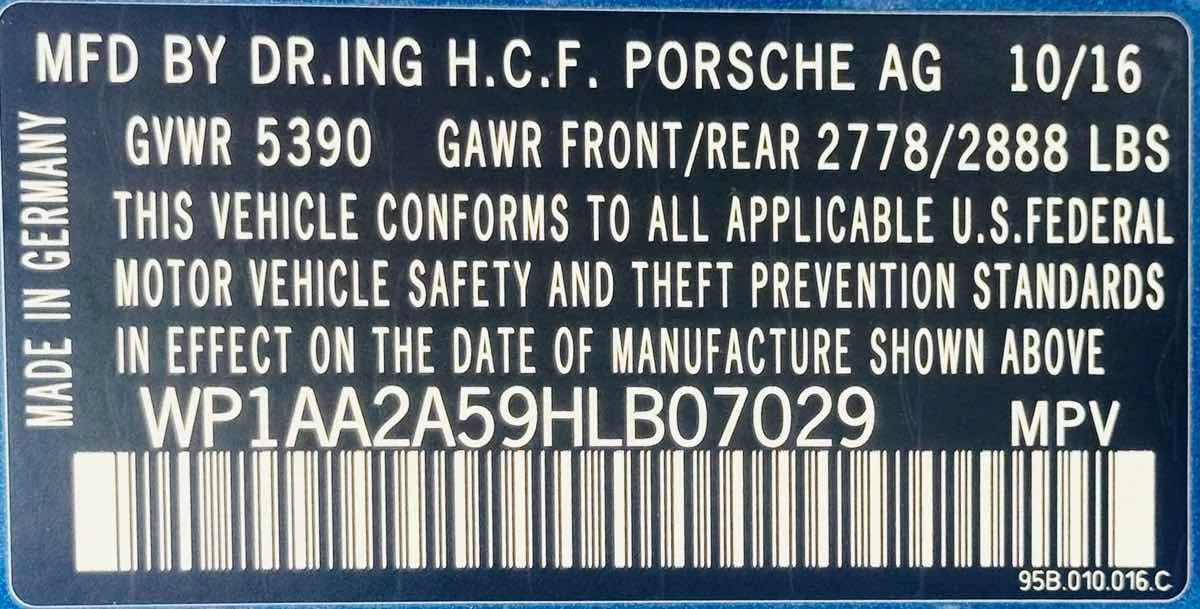 MFD BY DR.ING H.C.F. PORSCHE AG 10/16
GVWR 5390 GAWR FRONT/REAR 2778/2888 LBS
THIS VEHICLE CONFORMS TO ALL APPLICABLE U.S.FEDERAL
MOTOR VEHICLE SAFETY AND THEFT PREVENTION STANDARDS
IN EFFECT ON THE DATE OF MANUFACTURE SHOWN ABOVE
WP1AA2A59HLB07029 MPV
95B.010.016.C
MADE IN GERMANY